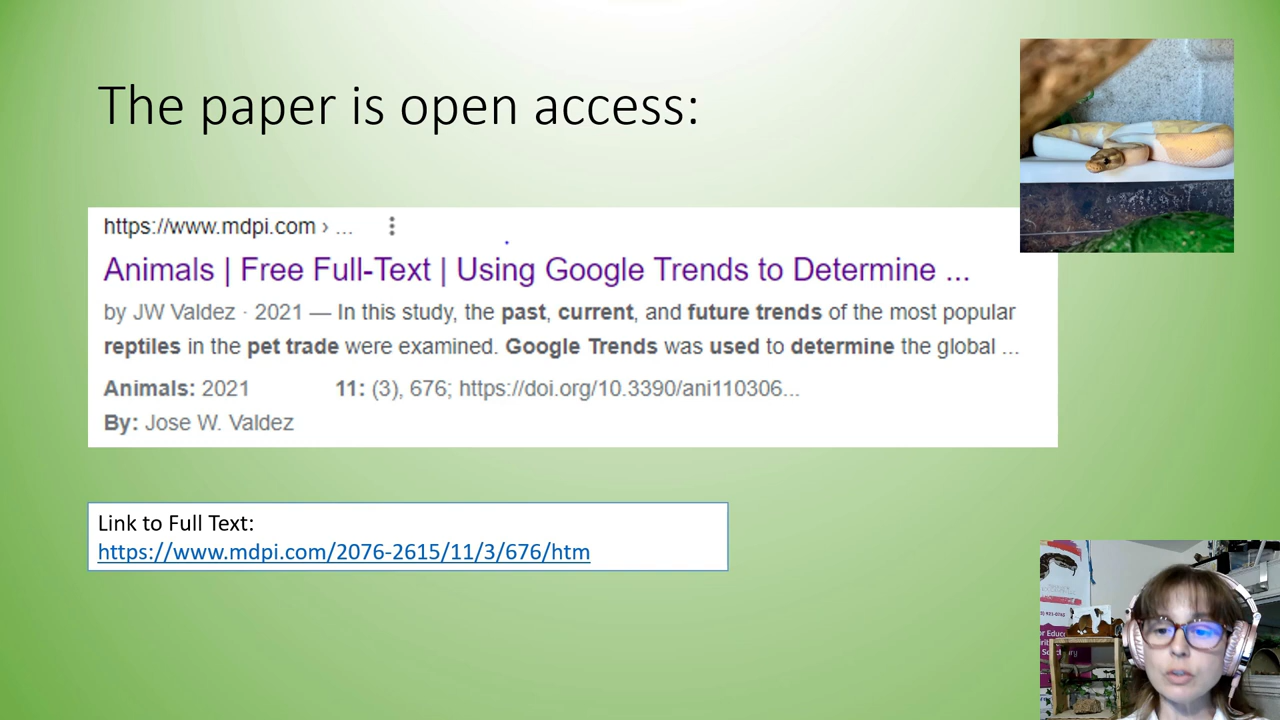 The paper is open access:
https://www.mdpi.com › ...
Animals | Free Full-Text | Using Google Trends to Determine ...
by JW Valdez · 2021 — In this study, the past, current, and future trends of the most popular
reptiles in the pet trade were examined. Google Trends was used to determine the global ...
Animals: 2021 11: (3), 676; https://doi.org/10.3390/ani110306...
By: Jose W. Valdez
Link to Full Text:
https://www.mdpi.com/2076-2615/11/3/676/htm